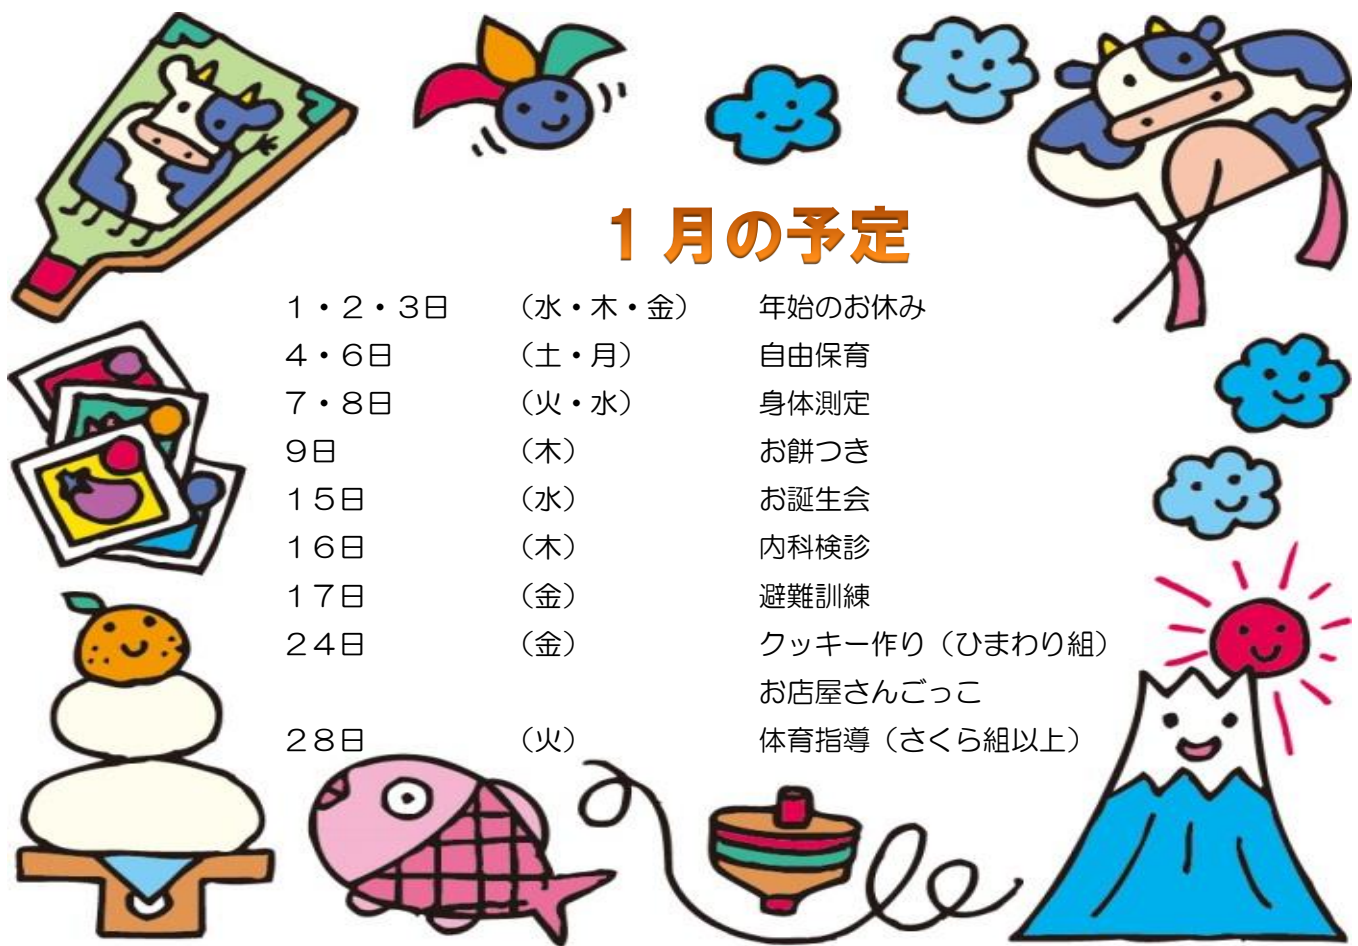 １月の予定
１・２・３日　（水・木・金）　年始のお休み
４・６日　（土・月）　自由保育
７・８日　（火・水）　身体測定
９日　（木）　お餅つき
１５日　（水）　お誕生会
１６日　（木）　内科検診
１７日　（金）　避難訓練
２４日　（金）　クッキー作り（ひまわり組）
お店屋さんごっこ
２８日　（火）　体育指導（さくら組以上）